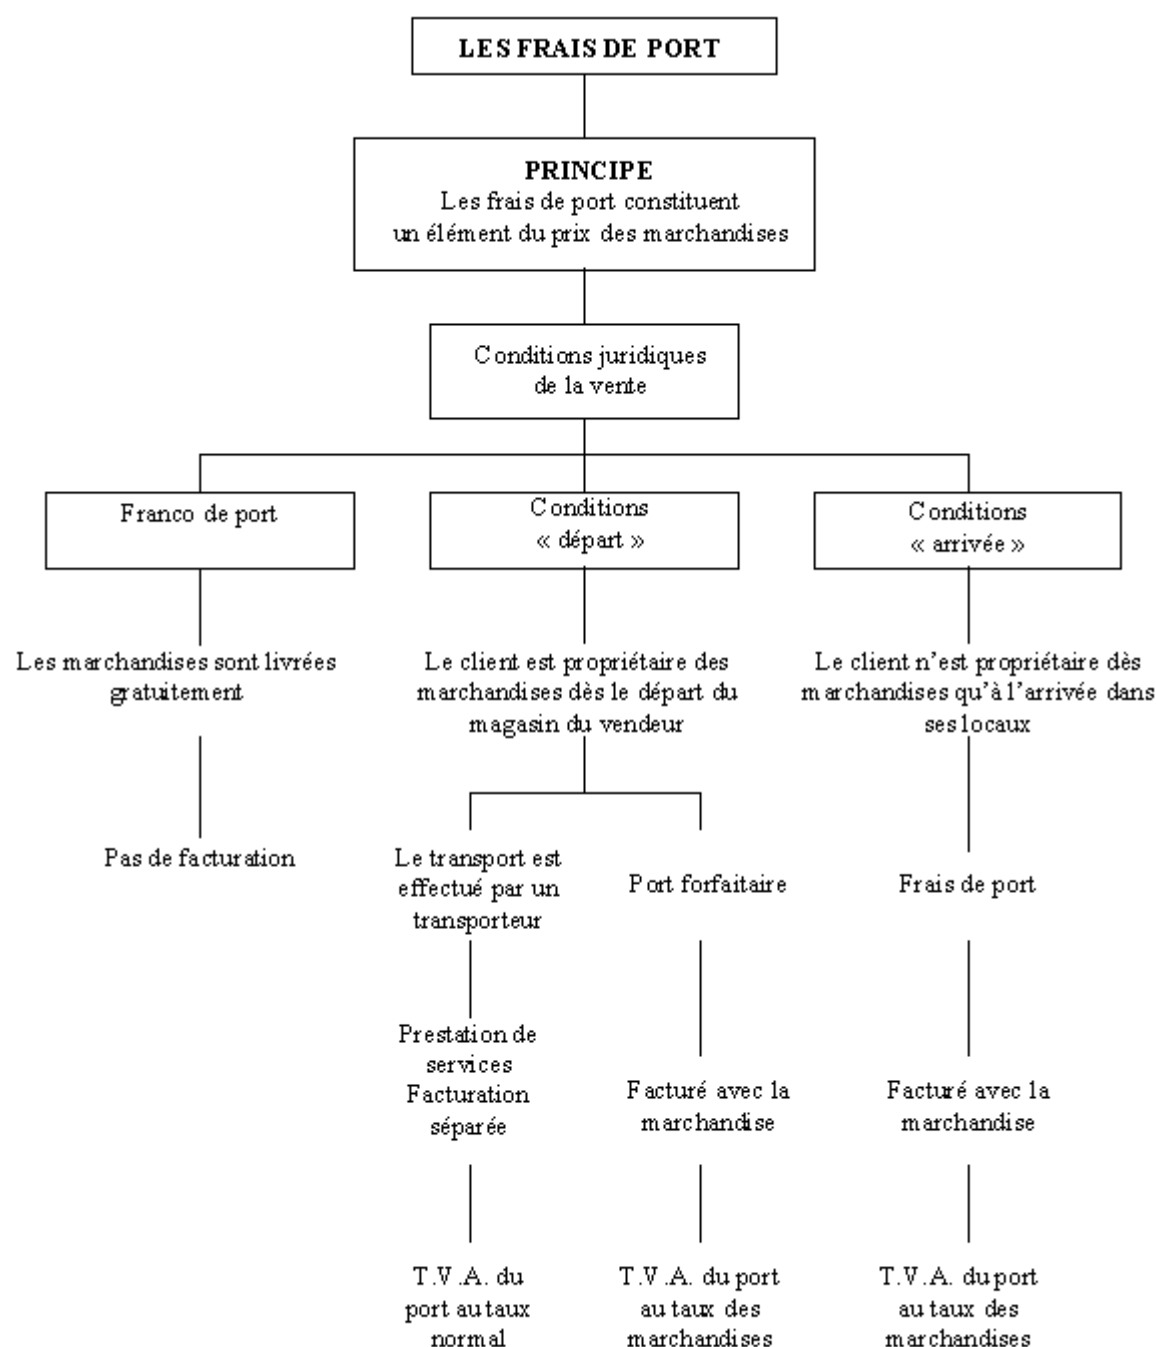 LES FRAIS DE PORT
PRINCIPE
Les frais de port constituent
un élément du prix des marchandises
Conditions juridiques
de la vente
Franco de port
Conditions
« départ »
Conditions
« arrivée »
Les marchandises sont livrées
gratuitement
Le client est propriétaire des
marchandises dès le départ du
magasin du vendeur
Le client n'est propriétaire dès
marchandises qu'à l'arrivée dans
ses locaux
Pas de facturation
Le transport est
effectué par un
transporteur
Port forfaitaire
Frais de port
Prestation de
services
Facturation
séparée
Facturé avec la
marchandise
Facturé avec la
marchandise
T.V.A. du
port au taux
normal
T.V.A. du port
au taux des
marchandises
T.V.A. du port
au taux des
marchandises